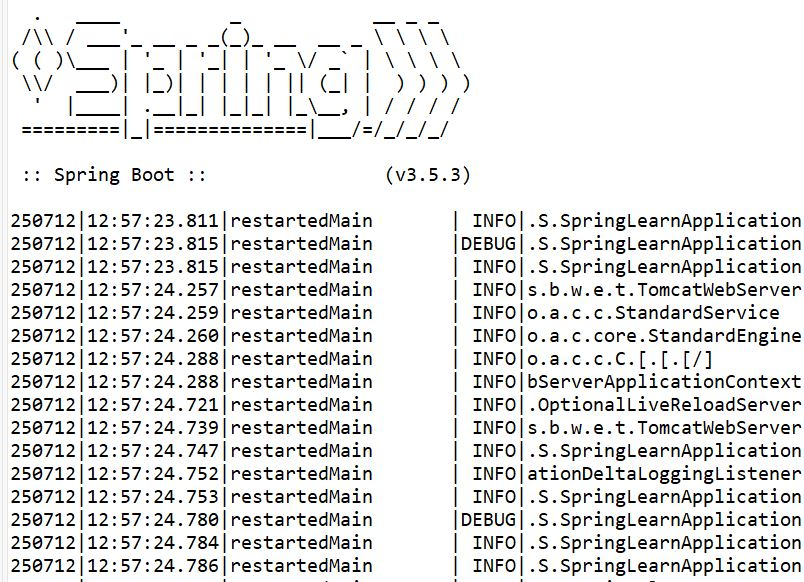 .   ____          _            __ _ _
 /\\ / ___'_ __ _ _(_)_ __  __ _ \ \ \ \
( ( )\___ | '_ | '_| | '_ \/ _` | \ \ \ \
 \\/  ___)| |_)| | | | | || (_| |  ) ) ) )
  '  |____| .__|_| |_|_| |_\__, | / / / /
 =========|_|==============|___/=/_/_/_/

 :: Spring Boot ::                (v3.5.3)

250712|12:57:23.811|restartedMain       | INFO|.S.SpringLearnApplication
250712|12:57:23.815|restartedMain       |DEBUG|.S.SpringLearnApplication
250712|12:57:23.815|restartedMain       | INFO|.S.SpringLearnApplication
250712|12:57:24.257|restartedMain       | INFO|s.b.w.e.t.TomcatWebServer
250712|12:57:24.259|restartedMain       | INFO|o.a.c.c.StandardService
250712|12:57:24.260|restartedMain       | INFO|o.a.c.core.StandardEngine
250712|12:57:24.288|restartedMain       | INFO|o.a.c.c.C.[.[.[/]
250712|12:57:24.288|restartedMain       | INFO|bServerApplicationContext
250712|12:57:24.721|restartedMain       | INFO|.OptionalLiveReloadServer
250712|12:57:24.739|restartedMain       | INFO|s.b.w.e.t.TomcatWebServer
250712|12:57:24.747|restartedMain       | INFO|.S.SpringLearnApplication
250712|12:57:24.752|restartedMain       | INFO|ationDeltaLoggingListener
250712|12:57:24.753|restartedMain       | INFO|.S.SpringLearnApplication
250712|12:57:24.780|restartedMain       |DEBUG|.S.SpringLearnApplication
250712|12:57:24.784|restartedMain       | INFO|.S.SpringLearnApplication
250712|12:57:24.786|restartedMain       | INFO|.S.SpringLearnApplication